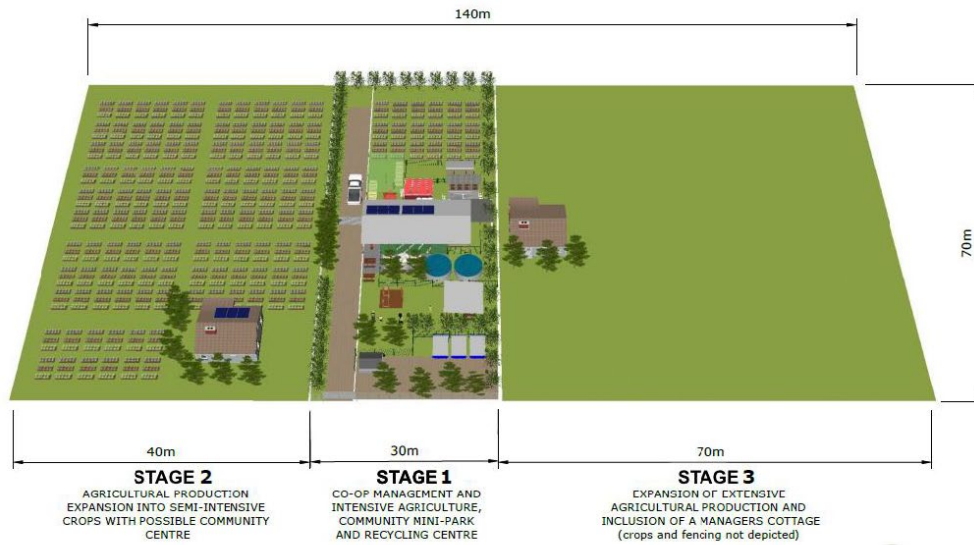 140m
70m
40m
30m
70m
STAGE 2
AGRICULTURAL PRODUCTION
EXPANSION INTO SEMI-INTENSIVE
CROPS WITH POSSIBLE COMMUNITY
CENTRE
STAGE 1
CO-OP MANAGEMENT AND
INTENSIVE AGRICULTURE,
COMMUNITY MINI-PARK
AND RECYCLING CENTRE
STAGE 3
EXPANSION OF EXTENSIVE
AGRICULTURAL PRODUCTION AND
INCLUSION OF A MANAGERS COTTAGE
(crops and fencing not depicted)